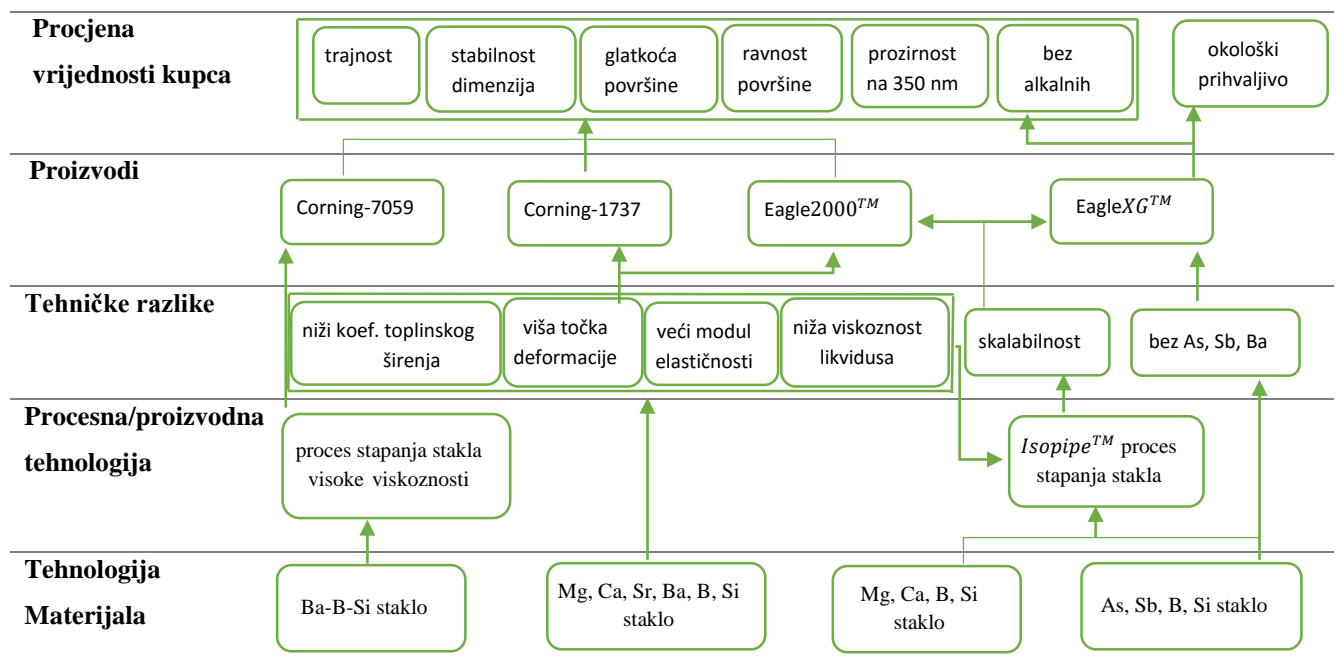 Procjena
vrijednosti kupca
trajnost
stabilnost
dimenzija
glatkoća
površine
ravnost
površine
prozirnost
na 350 nm
bez
alkalnih
okološki
prihvaljivo
Proizvodi
Corning-7059
Corning-1737
Eagle2000ᵀᴹ
EagleXGᵀᴹ
Tehničke razlike
niži koef. toplinskog
širenja
viša točka
deformacije
veći modul
elastičnosti
niža viskoznost
likvidusa
skalabilnost
bez As, Sb, Ba
Procesna/proizvodna
tehnologija
proces stapanja stakla
visoke viskoznosti
Isopipeᵀᴹ proces
stapanja stakla
Tehnologija
Materijala
Ba-B-Si staklo
Mg, Ca, Sr, Ba, B, Si
staklo
Mg, Ca, B, Si
staklo
As, Sb, B, Si staklo